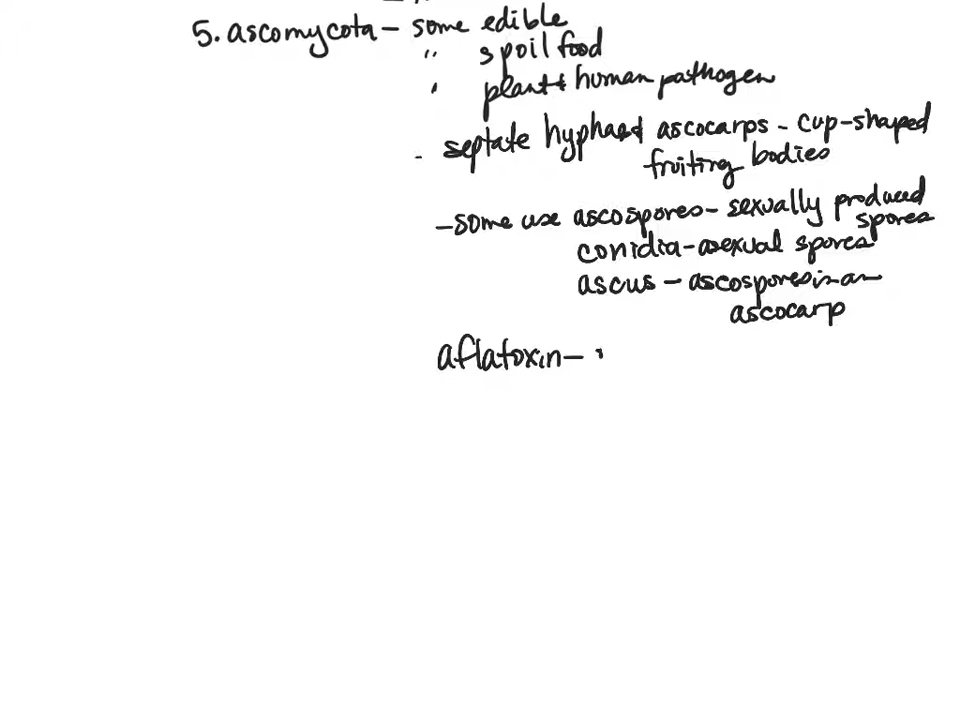 5. ascomycota – some edible
" spoil food
' plant & human pathogen
- septate hyphae & ascocarps - cup-shaped
fruiting bodies
- some use ascospores - sexually produced
spores
conidia - asexual spores
ascus - ascospores in an
ascocarp
aflatoxin -